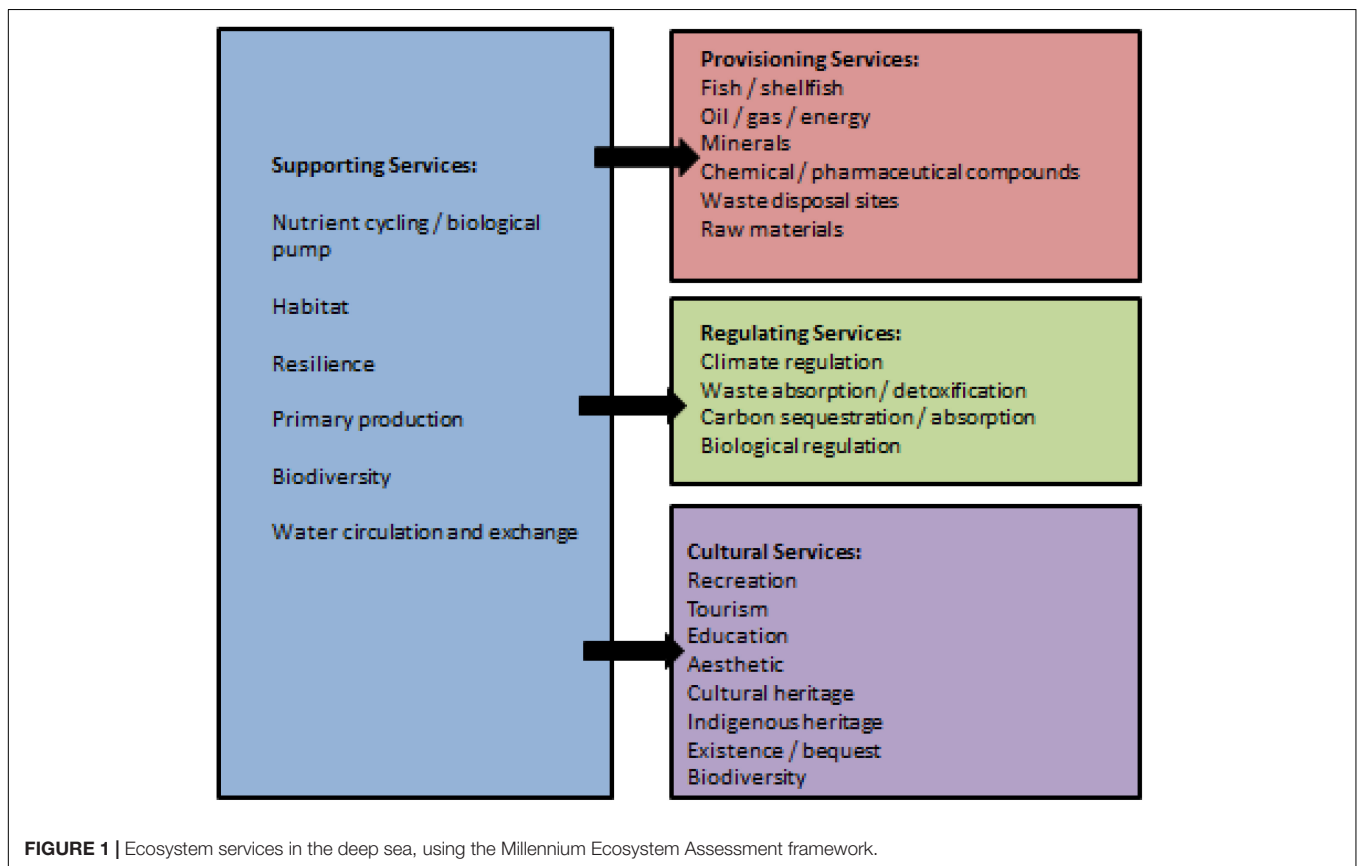 Supporting Services:
Nutrient cycling / biological
pump
Habitat
Resilience
Primary production
Biodiversity
Water circulation and exchange
Provisioning Services:
Fish / shellfish
Oil / gas / energy
Minerals
Chemical / pharmaceutical compounds
Waste disposal sites
Raw materials
Regulating Services:
Climate regulation
Waste absorption / detoxification
Carbon sequestration / absorption
Biological regulation
Cultural Services:
Recreation
Tourism
Education
Aesthetic
Cultural heritage
Indigenous heritage
Existence / bequest
Biodiversity
FIGURE 1 | Ecosystem services in the deep sea, using the Millennium Ecosystem Assessment framework.